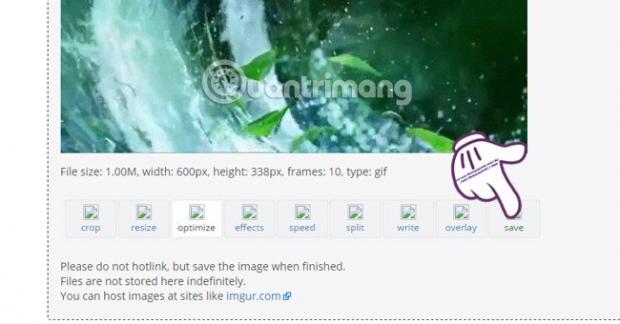 Quantrimang
File size: 1.00M, width: 600px, height: 338px, frames: 10, type: gif
crop resize optimize effects speed split write overlay save
Please do not hotlink, but save the image when finished.
Files are not stored here indefinitely.
You can host images at sites like imgur.com